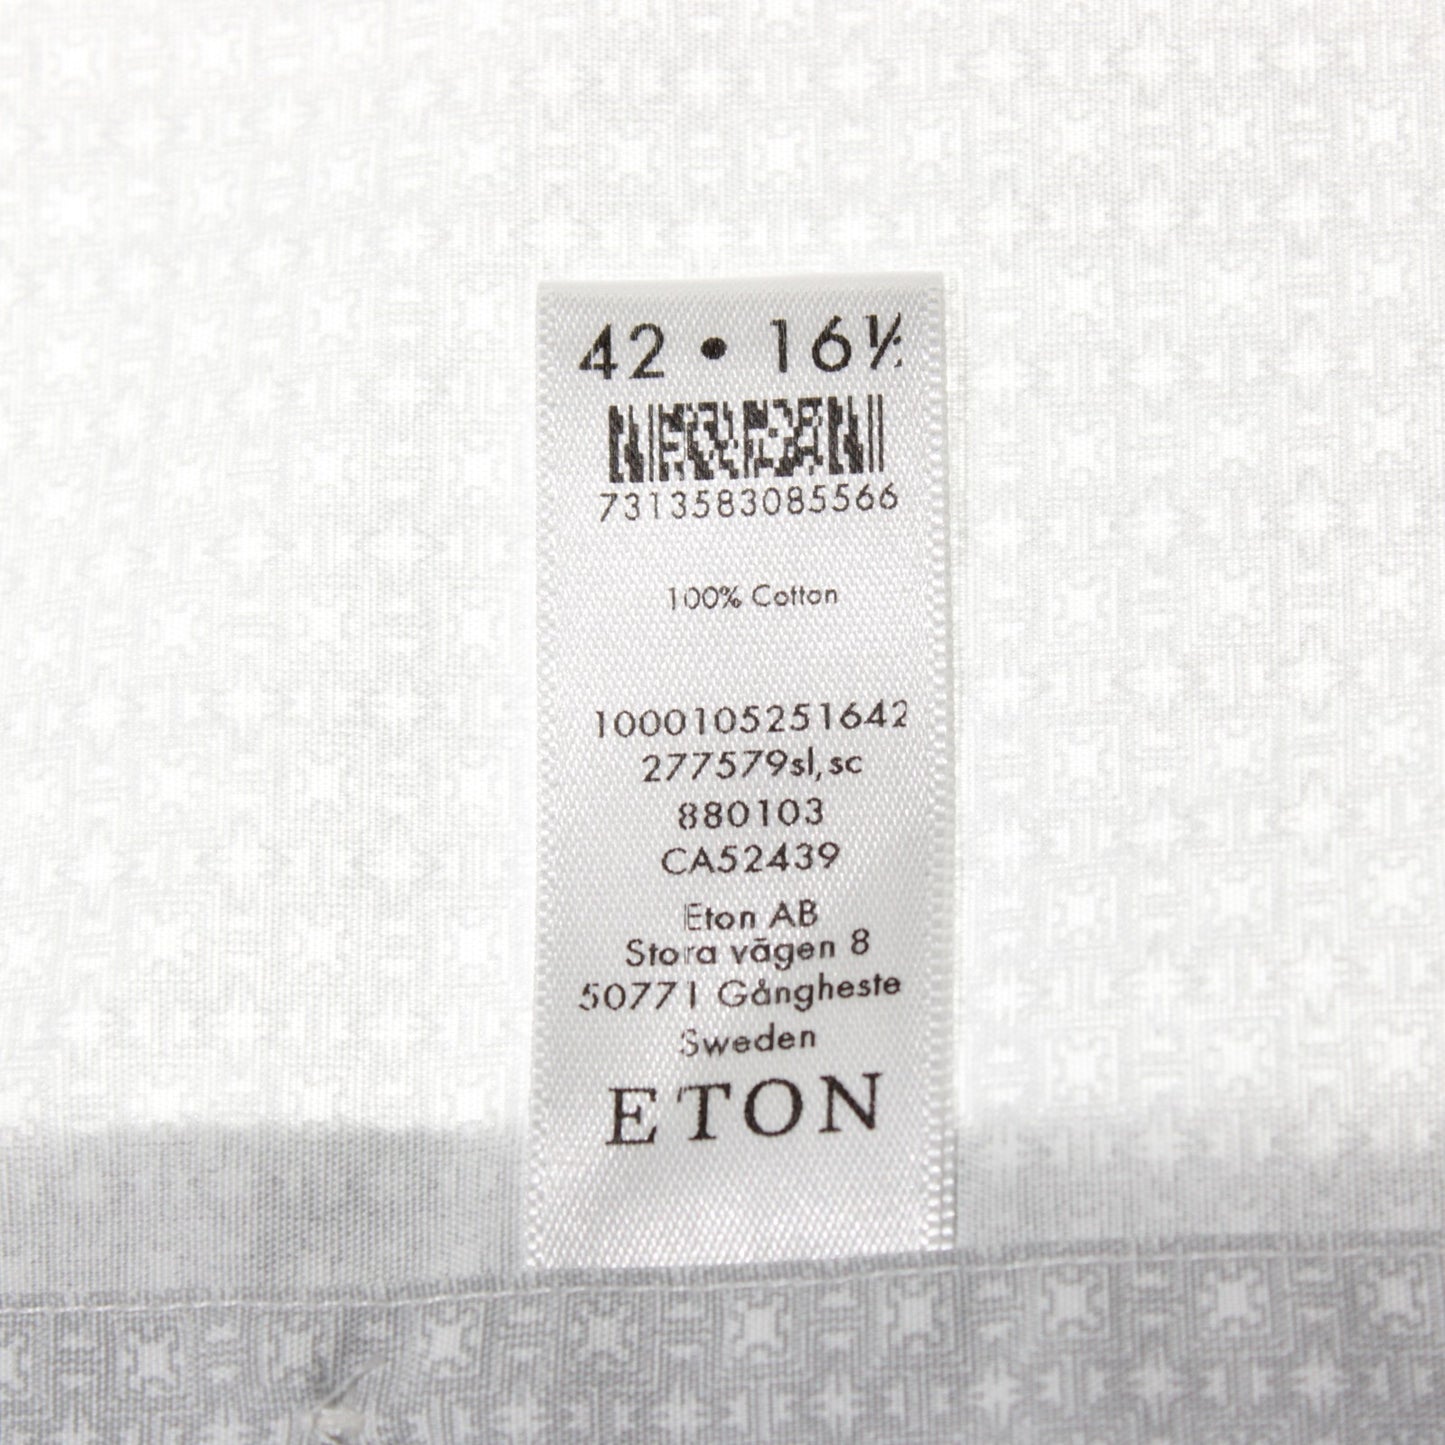 42 • 16½
7313583085566
100% Cotton
1000105251642
277579sl,sc
880103
CA52439
Eton AB
Stora vägen 8
50771 Gångheste
Sweden
ETON